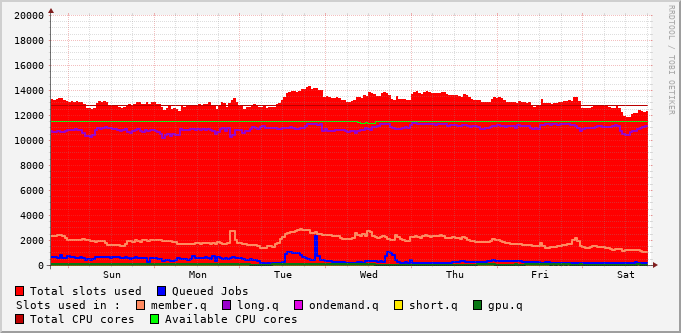 RRDTOOL / TOBI OETIKER
20000
18000
16000
14000
12000
10000
8000
6000
4000
2000
0
Sun Mon Tue Wed Thu Fri Sat
Total slots used Queued Jobs
Slots used in : member.q long.q ondemand.q short.q gpu.q
Total CPU cores Available CPU cores